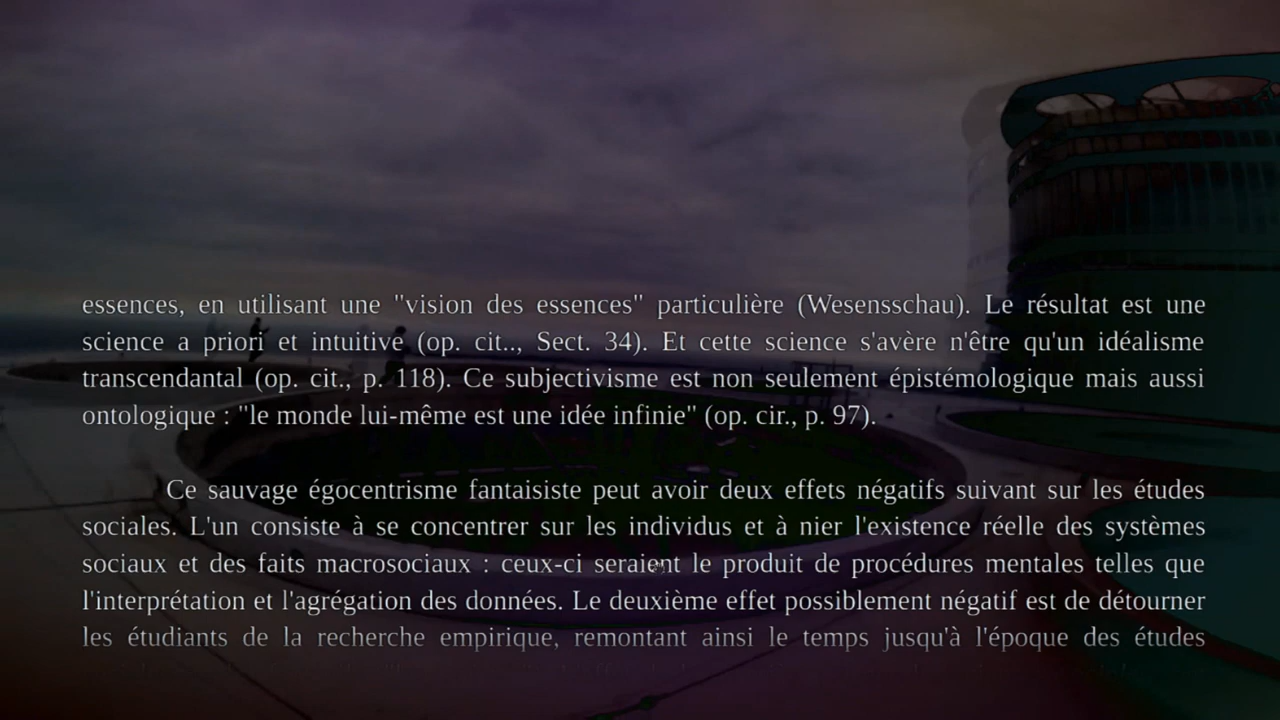 essences, en utilisant une "vision des essences" particulière (Wesensschau). Le résultat est une
science a priori et intuitive (op. cit.., Sect. 34). Et cette science s'avère n'être qu'un idéalisme
transcendantal (op. cit., p. 118). Ce subjectivisme est non seulement épistémologique mais aussi
ontologique : "le monde lui-même est une idée infinie" (op. cir., p. 97).
Ce sauvage égocentrisme fantaisiste peut avoir deux effets négatifs suivant sur les études
sociales. L'un consiste à se concentrer sur les individus et à nier l'existence réelle des systèmes
sociaux et des faits macrosociaux : ceux-ci seraient le produit de procédures mentales telles que
l'interprétation et l'agrégation des données. Le deuxième effet possiblement négatif est de détourner
les étudiants de la recherche empirique, remontant ainsi le temps jusqu'à l'époque des études